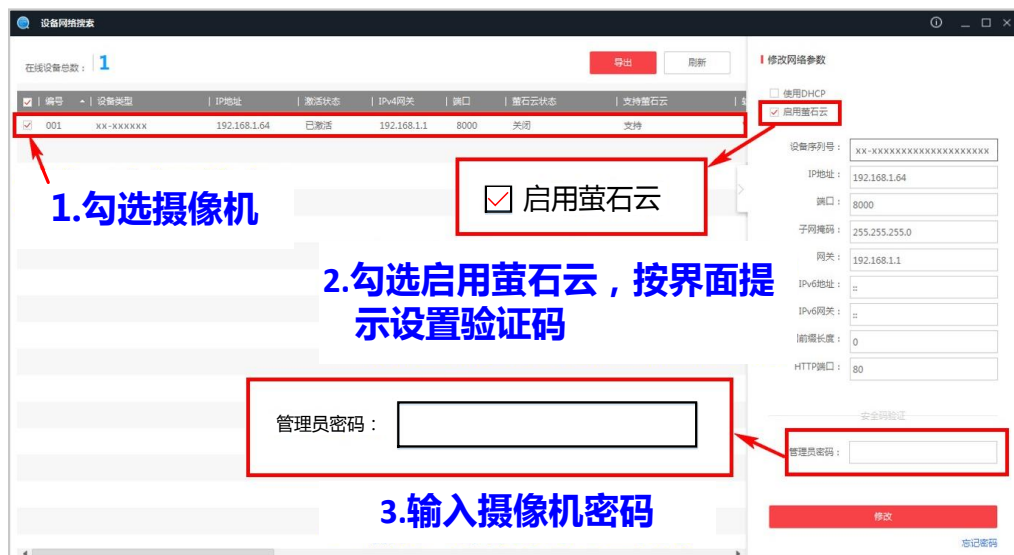 设备网络搜索
在线设备总数： 1
导出
刷新
编号
设备类型
IP地址
激活状态
IPv4网关
端口
萤石云状态
支持萤石云
001
xx-xxxxxx
192.168.1.64
已激活
192.168.1.1
8000
关闭
支持
1.勾选摄像机
启用萤石云
2.勾选启用萤石云，按界面提
示设置验证码
管理员密码：
3.输入摄像机密码
修改网络参数
使用DHCP
启用萤石云
设备序列号： xx-xxxxxxxxxxxxxxxxxxxxx
IP地址： 192.168.1.64
端口： 8000
子网掩码： 255.255.255.0
网关： 192.168.1.1
IPv6地址： ::
IPv6网关： ::
前缀长度： 0
HTTP端口： 80
安全码验证
管理员密码：
修改
忘记密码